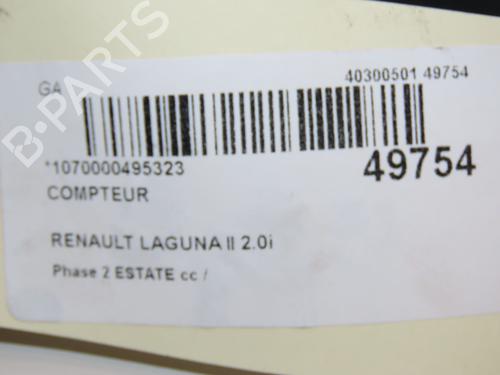 GA
40300501 49754
*1070000495323
49754
COMPTEUR
RENAULT LAGUNA II 2.0i
Phase 2 ESTATE cc /
B-PARTS